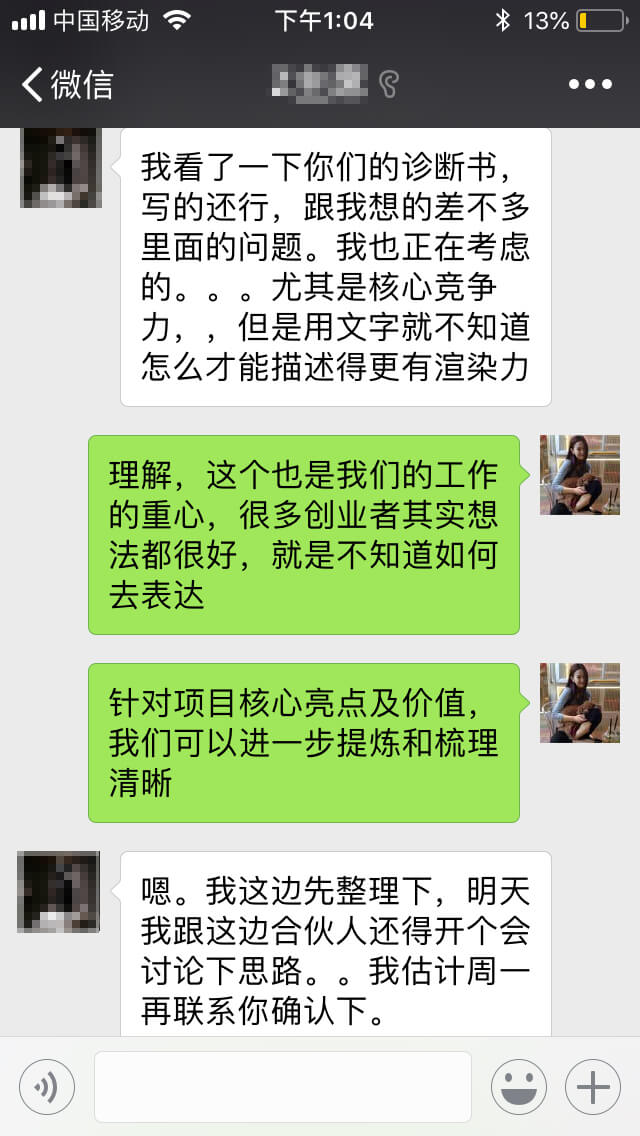 中国移动
下午1:04
13%
微信
我看了一下你们的诊断书，
写的还行，跟我想的差不多
里面的问题。我也正在考虑
的。。。尤其是核心竞争
力，，但是用文字就不知道
怎么才能描述得更有渲染力
理解，这个也是我们的工作
的重心，很多创业者其实想
法都很好，就是不知道如何
去表达
针对项目核心亮点及价值，
我们可以进一步提炼和梳理
清晰
嗯。我这边先整理下，明天
我跟这边合伙人还得开个会
讨论下思路。。我估计周一
再联系你确认下。